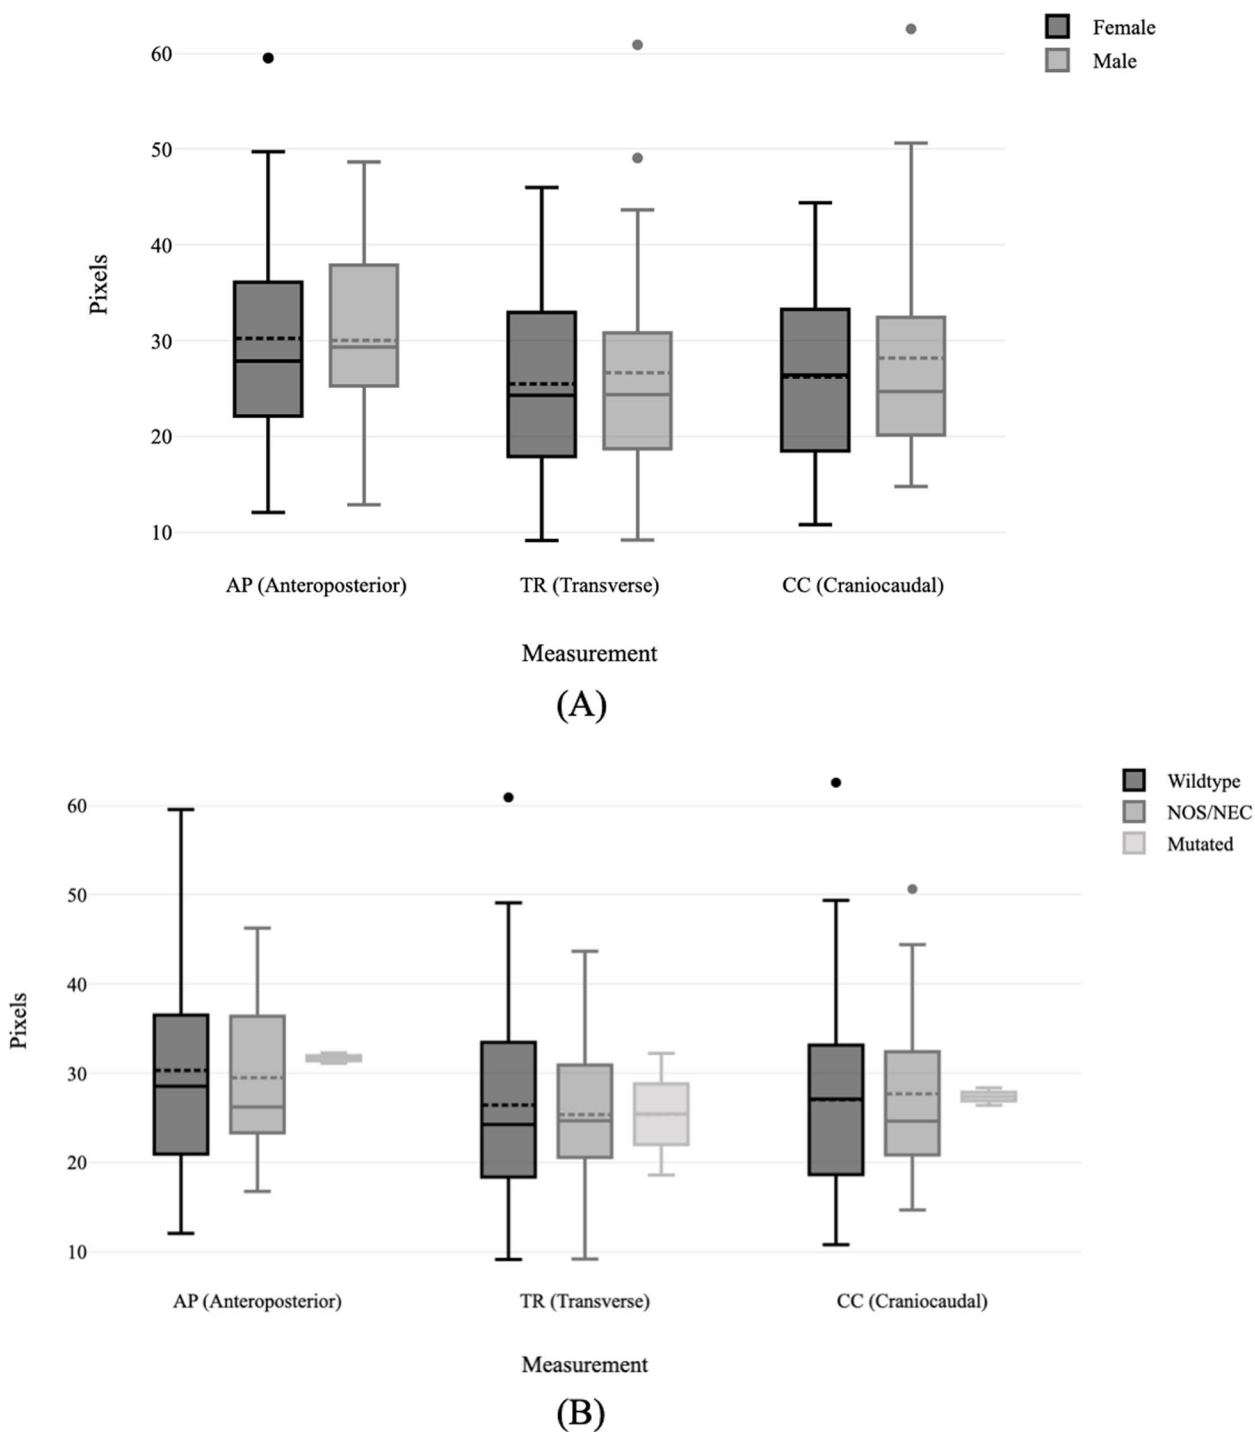 Female
Male
60
50
40
30
20
10
Pixels
AP (Anteroposterior)
TR (Transverse)
CC (Craniocaudal)
Measurement
(A)
Wildtype
NOS/NEC
Mutated
60
50
40
30
20
10
Pixels
AP (Anteroposterior)
TR (Transverse)
CC (Craniocaudal)
Measurement
(B)